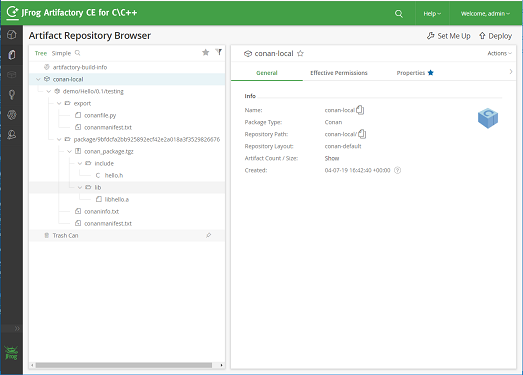 JFrog Artifactory CE for C\C++
Help
Welcome, admin
Artifact Repository Browser
Set Me Up
Deploy
Tree Simple
artifactory-build-info
conan-local
demo/Hello/0.1/testing
export
conanfile.py
conanmanifest.txt
package/9bfdcfa2bb925892ecf42e2a018a3f3529826676
conan_package.tgz
include
hello.h
lib
libhello.a
conaninfo.txt
conanmanifest.txt
Trash Can
conan-local
Actions
General
Effective Permissions
Properties
Info
Name: conan-local
Package Type: Conan
Repository Path: conan-local/
Repository Layout: conan-default
Artifact Count / Size: Show
Created: 04-07-19 16:42:40 +00:00
JFrog